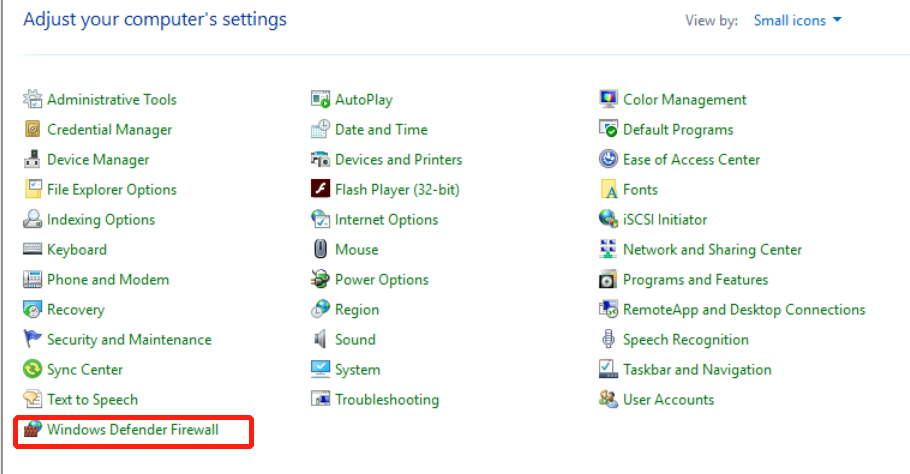 Adjust your computer's settings
View by: Small icons
Administrative Tools
AutoPlay
Color Management
Credential Manager
Date and Time
Default Programs
Device Manager
Devices and Printers
Ease of Access Center
File Explorer Options
Flash Player (32-bit)
Fonts
Indexing Options
Internet Options
iSCSI Initiator
Keyboard
Mouse
Network and Sharing Center
Phone and Modem
Power Options
Programs and Features
Recovery
Region
RemoteApp and Desktop Connections
Security and Maintenance
Sound
Speech Recognition
Sync Center
System
Taskbar and Navigation
Text to Speech
Troubleshooting
User Accounts
Windows Defender Firewall